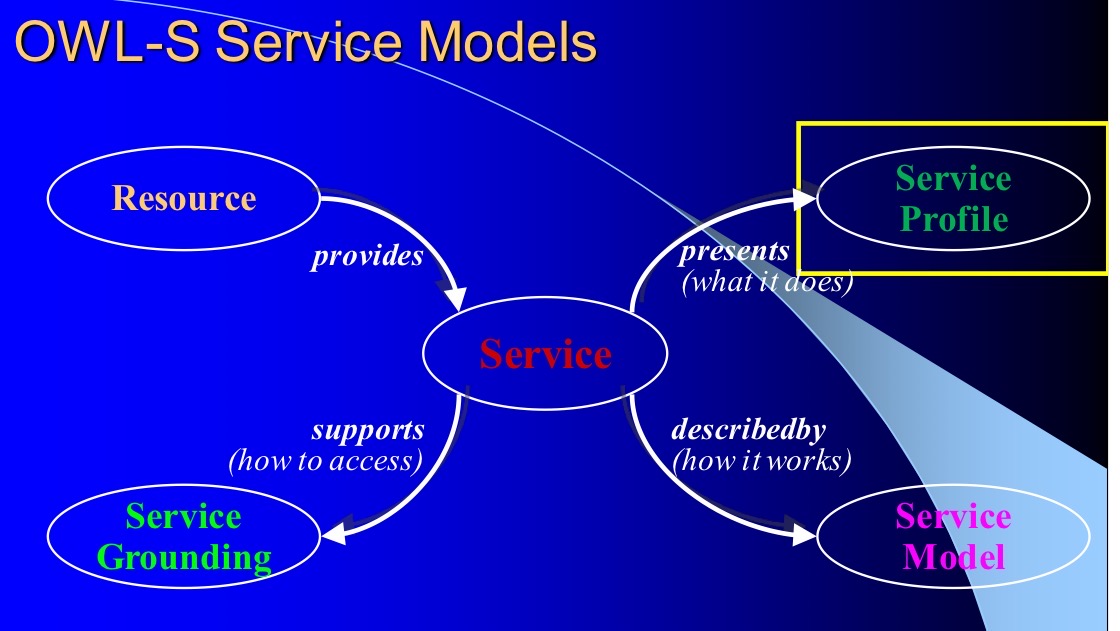 OWL-S Service Models
Resource
Service
Profile
provides
presents
(what it does)
Service
supports
(how to access)
describedby
(how it works)
Service
Grounding
Service
Model